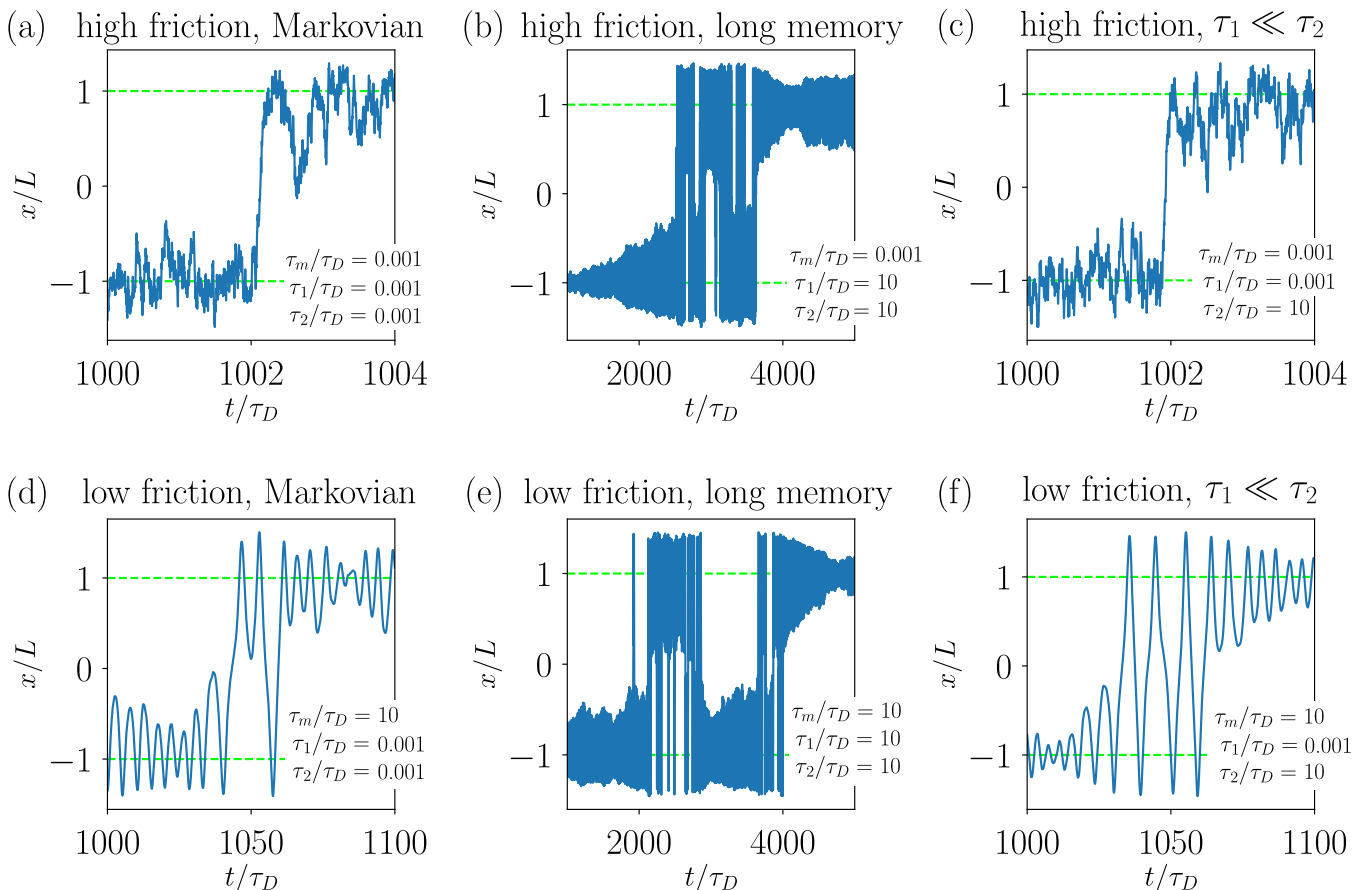 (a) high friction, Markovian
x/L
1
0
−1
τm/τD = 0.001
τ1/τD = 0.001
τ2/τD = 0.001
1000 1002 1004
t/τD
(b) high friction, long memory
x/L
1
0
−1
τm/τD = 0.001
τ1/τD = 10
τ2/τD = 10
2000 4000
t/τD
(c) high friction, τ1 ≪ τ2
x/L
1
0
−1
τm/τD = 0.001
τ1/τD = 0.001
τ2/τD = 10
1000 1002 1004
t/τD
(d) low friction, Markovian
x/L
1
0
−1
τm/τD = 10
τ1/τD = 0.001
τ2/τD = 0.001
1000 1050 1100
t/τD
(e) low friction, long memory
x/L
1
0
−1
τm/τD = 10
τ1/τD = 10
τ2/τD = 10
2000 4000
t/τD
(f) low friction, τ1 ≪ τ2
x/L
1
0
−1
τm/τD = 10
τ1/τD = 0.001
τ2/τD = 10
1000 1050 1100
t/τD